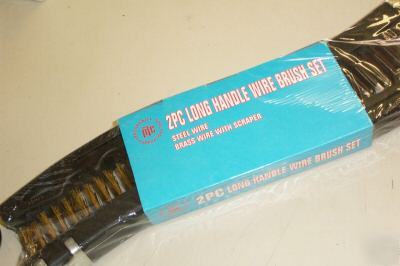 2PC LONG HANDLE WIRE BRUSH SET
STEEL WIRE
BRASS WIRE WITH SCRAPER
2PC LONG HANDLE WIRE BRUSH SET